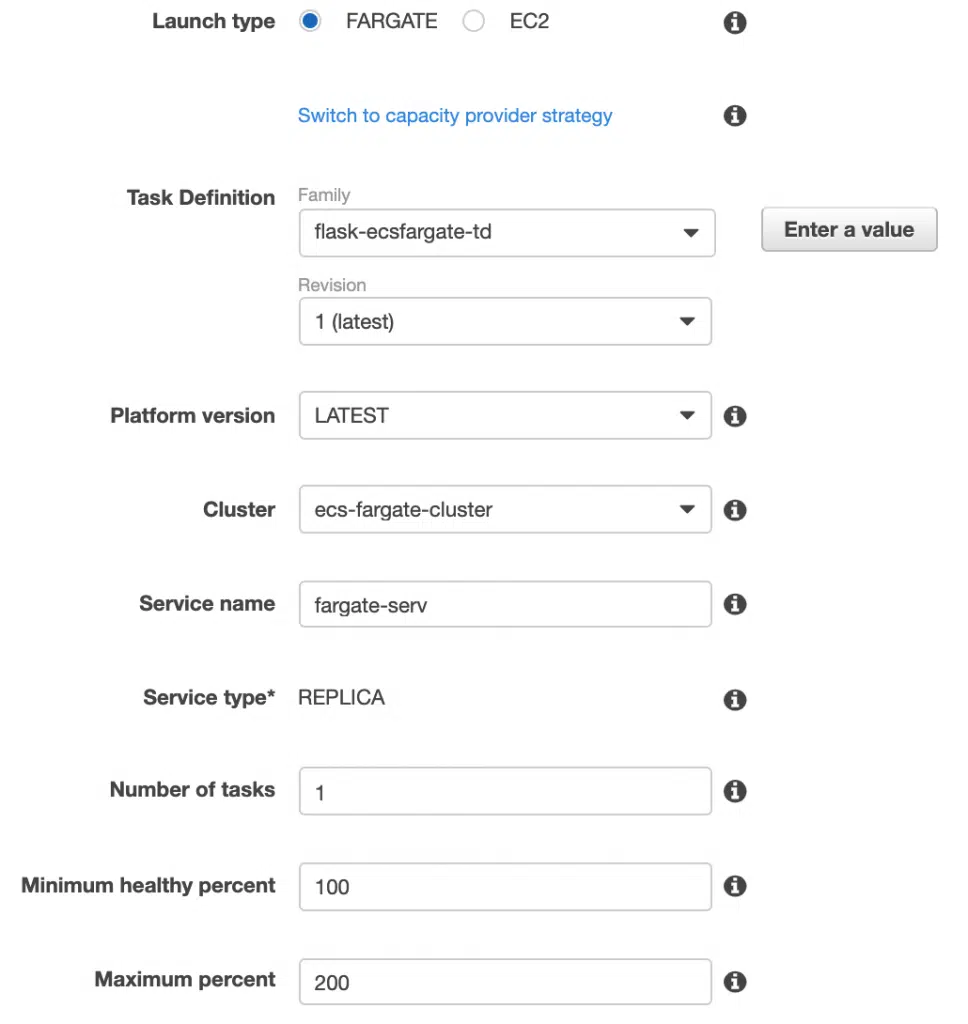 Launch type FARGATE EC2
Switch to capacity provider strategy
Task Definition Family
flask-ecsfargate-td Enter a value
Revision
1 (latest)
Platform version LATEST
Cluster ecs-fargate-cluster
Service name fargate-serv
Service type* REPLICA
Number of tasks 1
Minimum healthy percent 100
Maximum percent 200